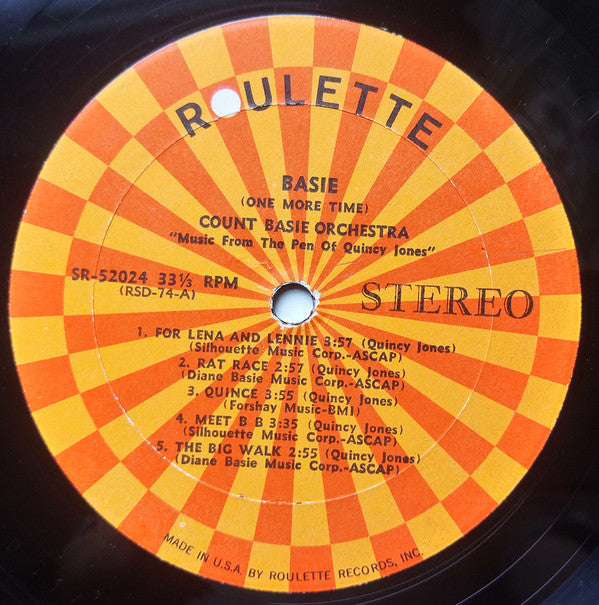 ROULETTE
BASIE
(ONE MORE TIME)
COUNT BASIE ORCHESTRA
"Music From The Pen Of Quincy Jones"
SR-52024 33⅓ RPM
(RSD-74-A)
STEREO
1. FOR LENA AND LENNIE 3:57 (Quincy Jones)
(Silhouette Music Corp.-ASCAP)
2. RAT RACE 2:57 (Quincy Jones)
(Diane Basie Music Corp.-ASCAP)
3. QUINCE 3:55 (Quincy Jones)
(Forshay Music-BMI)
4. MEET B B 3:35 (Quincy Jones)
(Silhouette Music Corp.-ASCAP)
5. THE BIG WALK 2:55 (Quincy Jones)
(Diane Basie Music Corp.-ASCAP)
MADE IN U.S.A. BY ROULETTE RECORDS, INC.